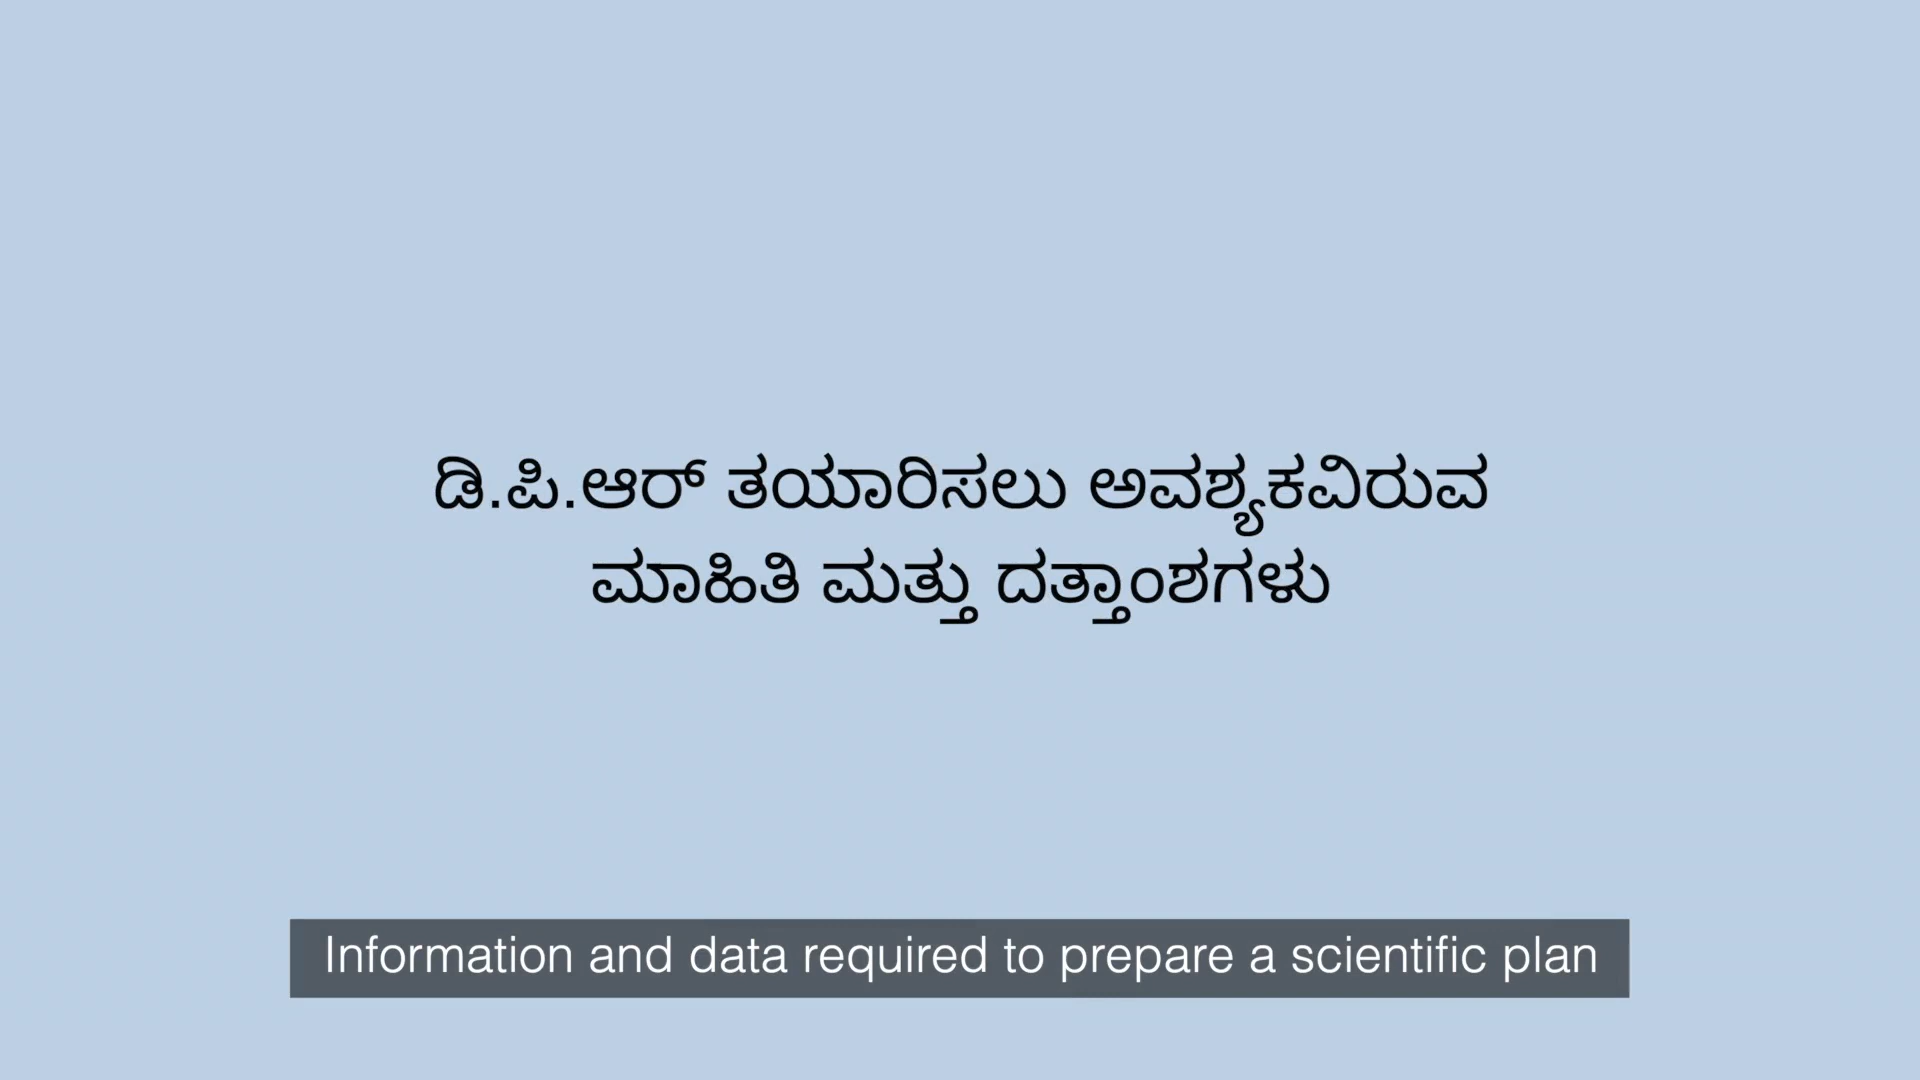 ಡಿ.ಪಿ.ಆರ್ ತಯಾರಿಸಲು ಅವಶ್ಯಕವಿರುವ
ಮಾಹಿತಿ ಮತ್ತು ದತ್ತಾಂಶಗಳು
Information and data required to prepare a scientific plan